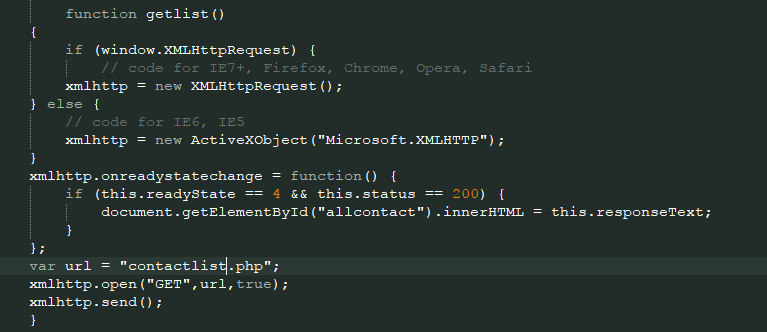 function getlist()
{
if (window.XMLHttpRequest) {
// code for IE7+, Firefox, Chrome, Opera, Safari
xmlhttp = new XMLHttpRequest();
} else {
// code for IE6, IE5
xmlhttp = new ActiveXObject("Microsoft.XMLHTTP");
}
xmlhttp.onreadystatechange = function() {
if (this.readyState == 4 && this.status == 200) {
document.getElementById("allcontact").innerHTML = this.responseText;
}
};
var url = "contactlist.php";
xmlhttp.open("GET",url,true);
xmlhttp.send();
}